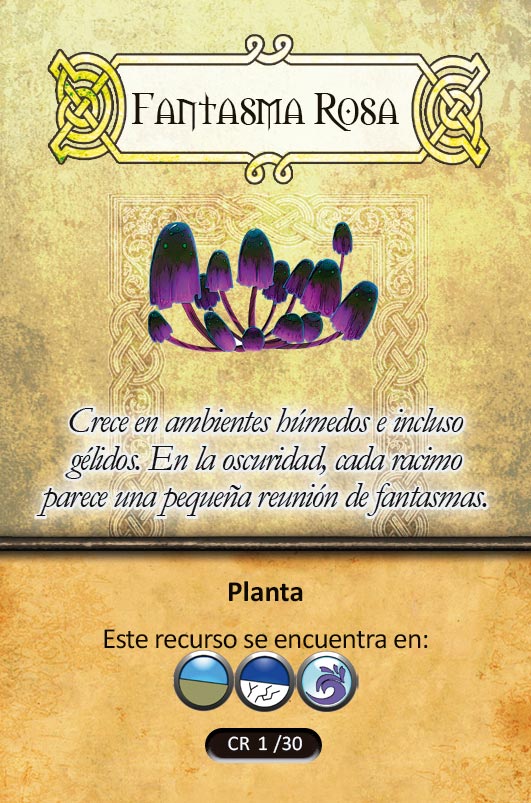 Fantasma Rosa
Crece en ambientes húmedos e incluso
gélidos. En la oscuridad, cada racimo
parece una pequeña reunión de fantasmas.
Planta
Este recurso se encuentra en:
CR 1 /30